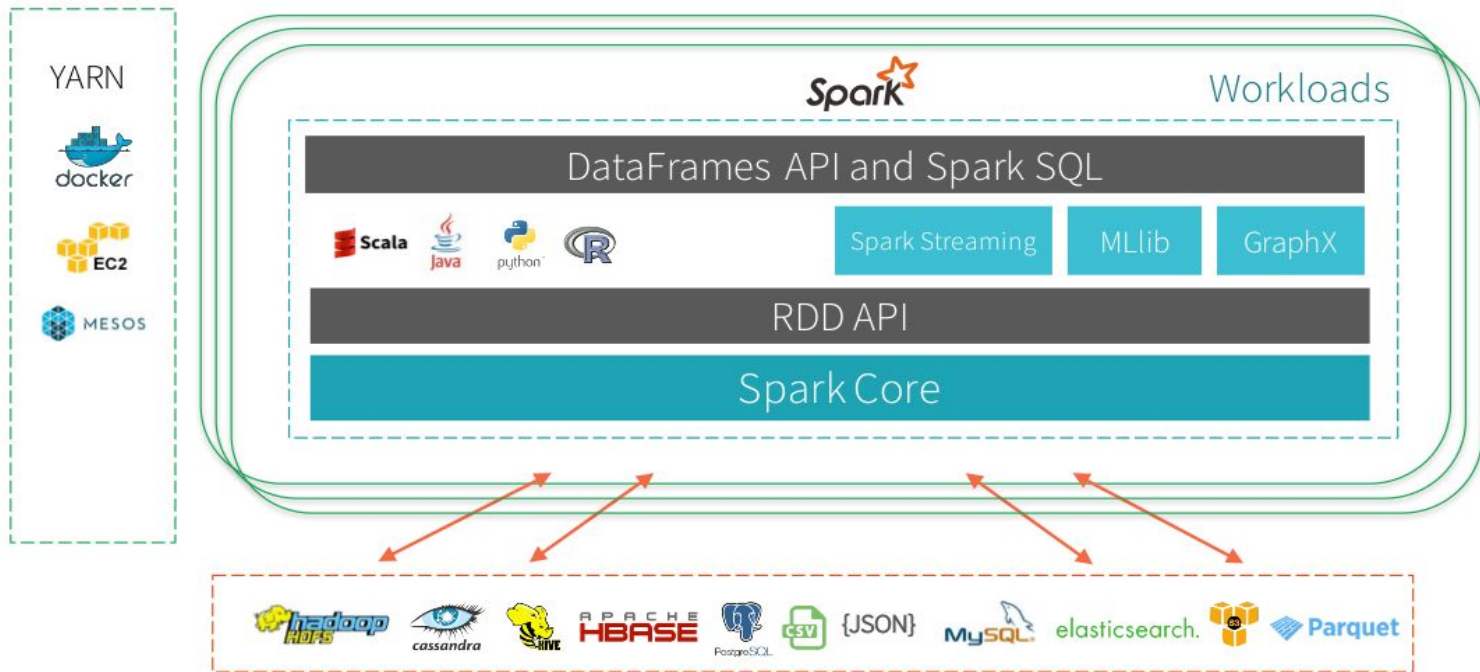 YARN
docker
EC2
MESOS
Spark
Workloads
DataFrames API and Spark SQL
Scala
Java
python
R
Spark Streaming
MLlib
GraphX
RDD API
Spark Core
hadoop
HDFS
cassandra
HIVE
APACHE
HBASE
PostgreSQL
CSV
{JSON}
MySQL
elasticsearch.
S3
Parquet